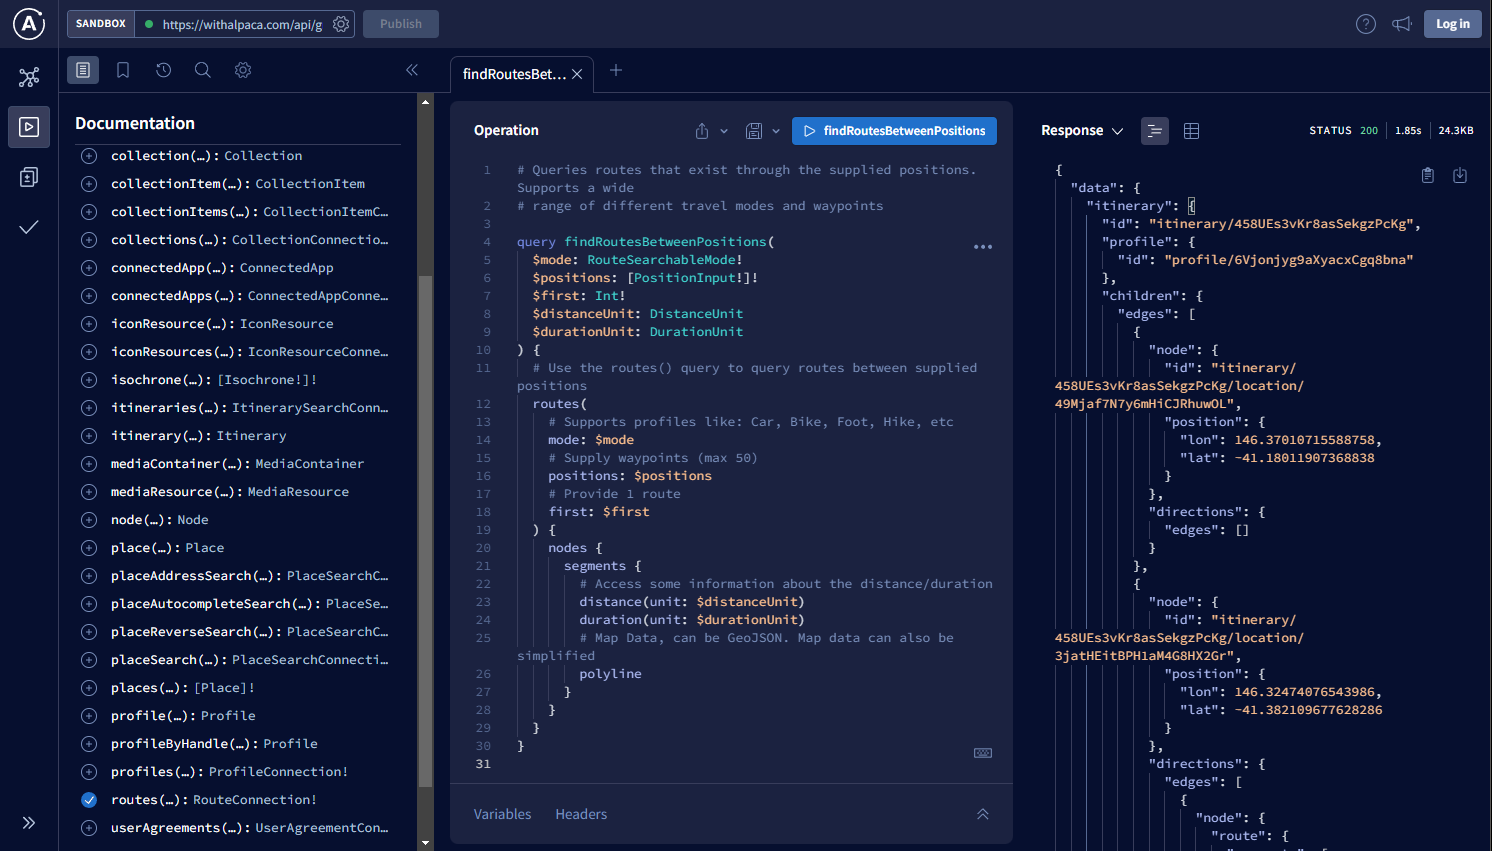 SANDBOX
https://withalpaca.com/api/g
Publish
Log in
findRoutesBet...
Documentation
collection(…): Collection
collectionItem(…): CollectionItem
collectionItems(…): CollectionItemC…
collections(…): CollectionConnectio…
connectedApp(…): ConnectedApp
connectedApps(…): ConnectedAppConne…
iconResource(…): IconResource
iconResources(…): IconResourceConne…
isochrone(…): [Isochrone!]!
itineraries(…): ItinerarySearchConn…
itinerary(…): Itinerary
mediaContainer(…): MediaContainer
mediaResource(…): MediaResource
node(…): Node
place(…): Place
placeAddressSearch(…): PlaceSearchC…
placeAutocompleteSearch(…): PlaceSe…
placeReverseSearch(…): PlaceSearchC…
placeSearch(…): PlaceSearchConnecti…
places(…): [Place]!
profile(…): Profile
profileByHandle(…): Profile
profiles(…): ProfileConnection!
routes(…): RouteConnection!
userAgreements(…): UserAgreementCon…
Operation
findRoutesBetweenPositions
1 # Queries routes that exist through the supplied positions.
Supports a wide
2 # range of different travel modes and waypoints
3
4 query findRoutesBetweenPositions(
5 $mode: RouteSearchableMode!
6 $positions: [PositionInput!]!
7 $first: Int!
8 $distanceUnit: DistanceUnit
9 $durationUnit: DurationUnit
10 ) {
11 # Use the routes() query to query routes between supplied
positions
12 routes(
13 # Supports profiles like: Car, Bike, Foot, Hike, etc
14 mode: $mode
15 # Supply waypoints (max 50)
16 positions: $positions
17 # Provide 1 route
18 first: $first
19 ) {
20 nodes {
21 segments {
22 # Access some information about the distance/duration
23 distance(unit: $distanceUnit)
24 duration(unit: $durationUnit)
25 # Map Data, can be GeoJSON. Map data can also be
simplified
26 polyline
27 }
28 }
29 }
30 }
31
Variables Headers
Response
STATUS 200 1.85s 24.3KB
{
"data": {
"itinerary": {
"id": "itinerary/458UEs3vKr8asSekgzPcKg",
"profile": {
"id": "profile/6Vjonjyg9aXyacxCgq8bna"
},
"children": {
"edges": [
{
"node": {
"id": "itinerary/
458UEs3vKr8asSekgzPcKg/location/
49Mjaf7N7y6mHiCJRhuwOL",
"position": {
"lon": 146.37010715588758,
"lat": -41.18011907368838
}
},
"directions": {
"edges": []
}
},
{
"node": {
"id": "itinerary/
458UEs3vKr8asSekgzPcKg/location/
3jatHEitBPH1aM4G8HX2Gr",
"position": {
"lon": 146.32474076543986,
"lat": -41.382109677628286
}
},
"directions": {
"edges": [
{
"node": {
"route": {